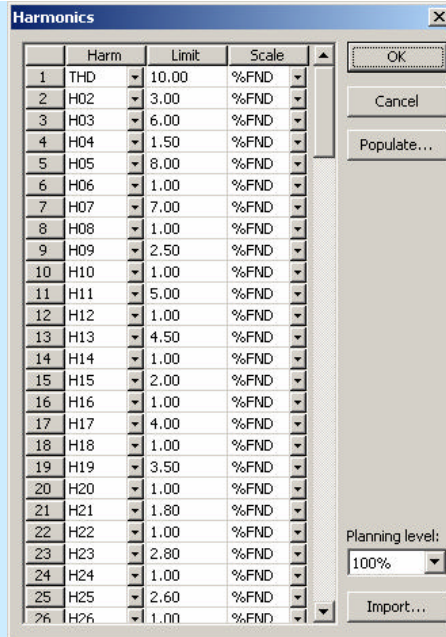 Harmonics
Harm Limit Scale
1 THD 10.00 %FND
2 H02 3.00 %FND
3 H03 6.00 %FND
4 H04 1.50 %FND
5 H05 8.00 %FND
6 H06 1.00 %FND
7 H07 7.00 %FND
8 H08 1.00 %FND
9 H09 2.50 %FND
10 H10 1.00 %FND
11 H11 5.00 %FND
12 H12 1.00 %FND
13 H13 4.50 %FND
14 H14 1.00 %FND
15 H15 2.00 %FND
16 H16 1.00 %FND
17 H17 4.00 %FND
18 H18 1.00 %FND
19 H19 3.50 %FND
20 H20 1.00 %FND
21 H21 1.80 %FND
22 H22 1.00 %FND
23 H23 2.80 %FND
24 H24 1.00 %FND
25 H25 2.60 %FND
26 H26 1.00 %FND
OK
Cancel
Populate...
Planning level:
100%
Import...